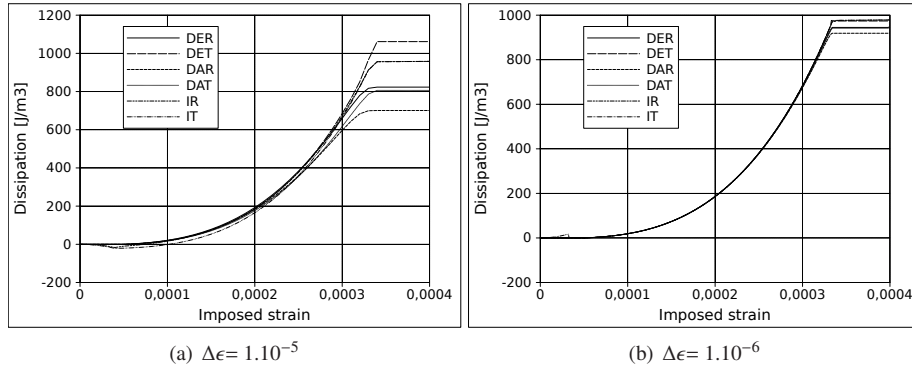 1200
1000
800
600
400
200
0
-200
Dissipation [J/m3]
DER
DET
DAR
DAT
IR
IT
0
0,0001
0,0002
0,0003
0,0004
Imposed strain
(a) Δϵ= 1.10⁻⁵
1000
800
600
400
200
0
-200
Dissipation [J/m3]
DER
DET
DAR
DAT
IR
IT
0
0,0001
0,0002
0,0003
0,0004
Imposed strain
(b) Δϵ= 1.10⁻⁶